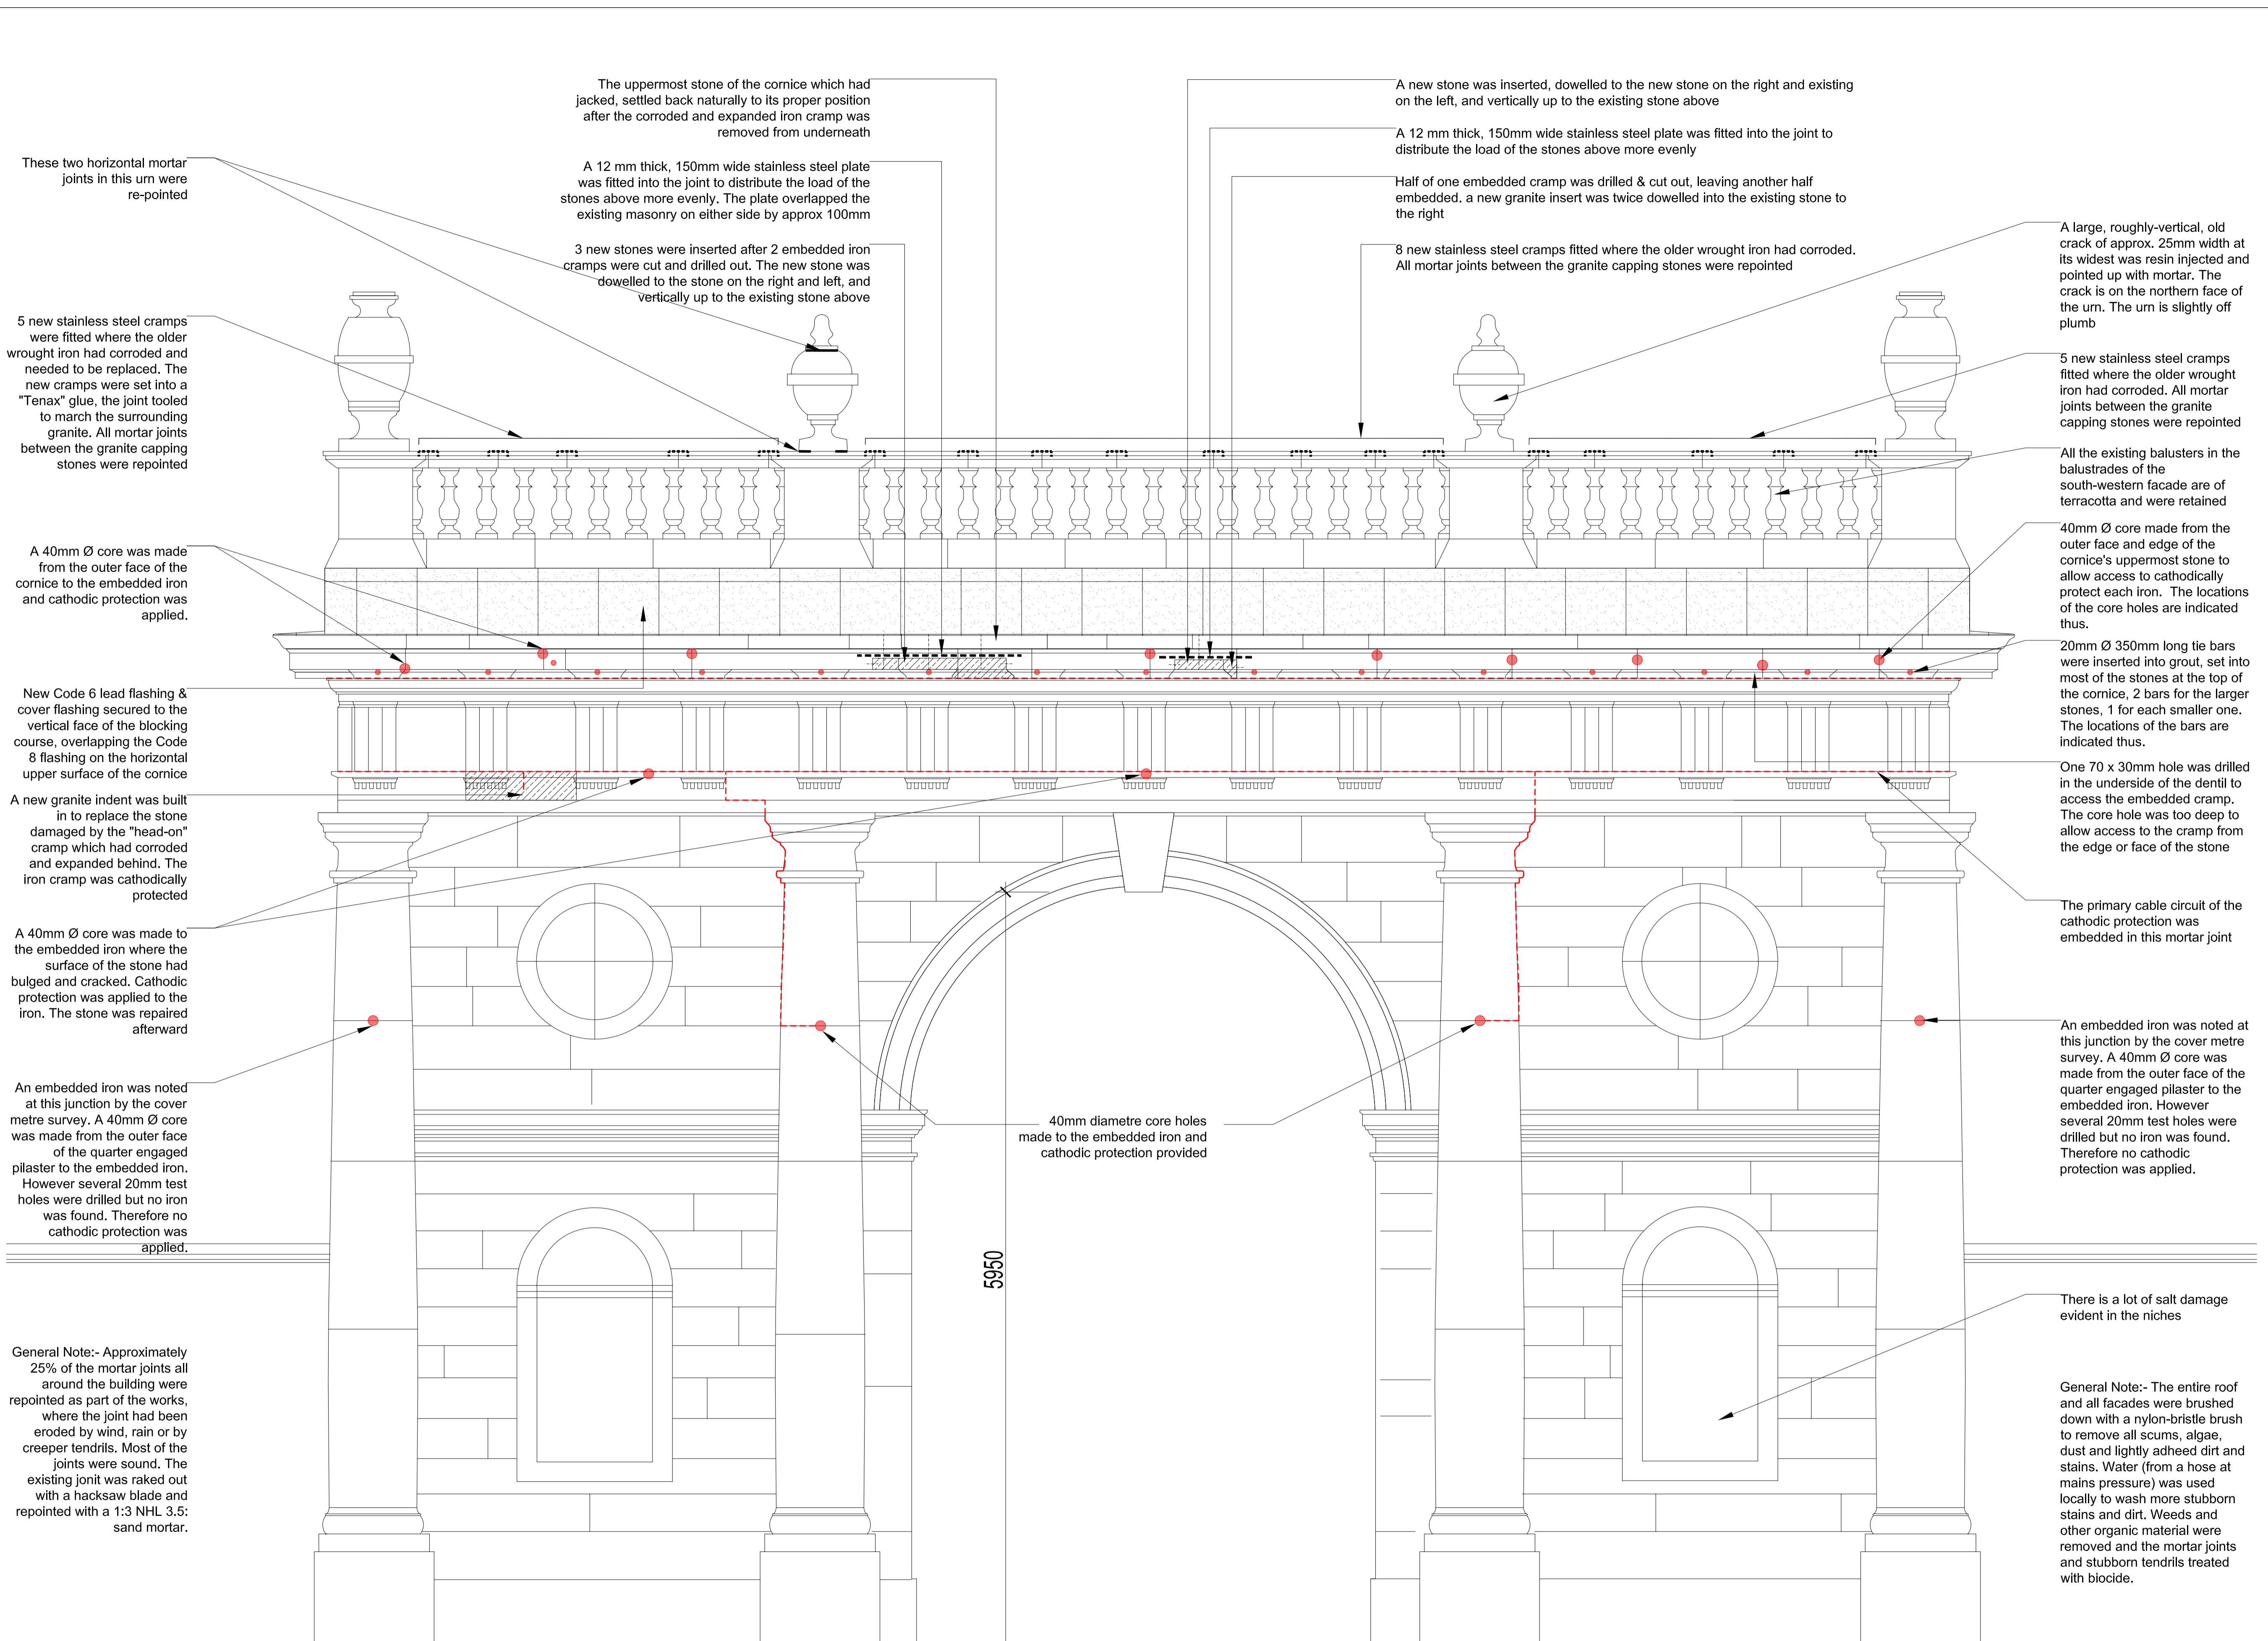 The uppermost stone of the cornice which had
jacked, settled back naturally to its proper position
after the corroded and expanded iron cramp was
removed from underneath
A 12 mm thick, 150mm wide stainless steel plate
was fitted into the joint to distribute the load of the
stones above more evenly. The plate overlapped the
existing masonry on either side by approx 100mm
3 new stones were inserted after 2 embedded iron
cramps were cut and drilled out. The new stone was
dowelled to the stone on the right and left, and
vertically up to the existing stone above
A new stone was inserted, dowelled to the new stone on the right and existing
on the left, and vertically up to the existing stone above
A 12 mm thick, 150mm wide stainless steel plate was fitted into the joint to
distribute the load of the stones above more evenly
Half of one embedded cramp was drilled & cut out, leaving another half
embedded. a new granite insert was twice dowelled into the existing stone to
the right
8 new stainless steel cramps fitted where the older wrought iron had corroded.
All mortar joints between the granite capping stones were repointed
These two horizontal mortar
joints in this urn were
re-pointed
5 new stainless steel cramps
were fitted where the older
wrought iron had corroded and
needed to be replaced. The
new cramps were set into a
"Tenax" glue, the joint tooled
to march the surrounding
granite. All mortar joints
between the granite capping
stones were repointed
A 40mm Ø core was made
from the outer face of the
cornice to the embedded iron
and cathodic protection was
applied.
New Code 6 lead flashing &
cover flashing secured to the
vertical face of the blocking
course, overlapping the Code
8 flashing on the horizontal
upper surface of the cornice
A new granite indent was built
in to replace the stone
damaged by the "head-on"
cramp which had corroded
and expanded behind. The
iron cramp was cathodically
protected
A 40mm Ø core was made to
the embedded iron where the
surface of the stone had
bulged and cracked. Cathodic
protection was applied to the
iron. The stone was repaired
afterward
An embedded iron was noted
at this junction by the cover
metre survey. A 40mm Ø core
was made from the outer face
of the quarter engaged
pilaster to the embedded iron.
However several 20mm test
holes were drilled but no iron
was found. Therefore no
cathodic protection was
applied.
General Note:- Approximately
25% of the mortar joints all
around the building were
repointed as part of the works,
where the joint had been
eroded by wind, rain or by
creeper tendrils. Most of the
joints were sound. The
existing jonit was raked out
with a hacksaw blade and
repointed with a 1:3 NHL 3.5:
sand mortar.
40mm diametre core holes
made to the embedded iron and
cathodic protection provided
5950
A large, roughly-vertical, old
crack of approx. 25mm width at
its widest was resin injected and
pointed up with mortar. The
crack is on the northern face of
the urn. The urn is slightly off
plumb
5 new stainless steel cramps
fitted where the older wrought
iron had corroded. All mortar
joints between the granite
capping stones were repointed
All the existing balusters in the
balustrades of the
south-western facade are of
terracotta and were retained
40mm Ø core made from the
outer face and edge of the
cornice's uppermost stone to
allow access to cathodically
protect each iron. The locations
of the core holes are indicated
thus.
20mm Ø 350mm long tie bars
were inserted into grout, set into
most of the stones at the top of
the cornice, 2 bars for the larger
stones, 1 for each smaller one.
The locations of the bars are
indicated thus.
One 70 x 30mm hole was drilled
in the underside of the dentil to
access the embedded cramp.
The core hole was too deep to
allow access to the cramp from
the edge or face of the stone
The primary cable circuit of the
cathodic protection was
embedded in this mortar joint
An embedded iron was noted at
this junction by the cover metre
survey. A 40mm Ø core was
made from the outer face of the
quarter engaged pilaster to the
embedded iron. However
several 20mm test holes were
drilled but no iron was found.
Therefore no cathodic
protection was applied.
There is a lot of salt damage
evident in the niches
General Note:- The entire roof
and all facades were brushed
down with a nylon-bristle brush
to remove all scums, algae,
dust and lightly adheed dirt and
stains. Water (from a hose at
mains pressure) was used
locally to wash more stubborn
stains and dirt. Weeds and
other organic material were
removed and the mortar joints
and stubborn tendrils treated
with biocide.